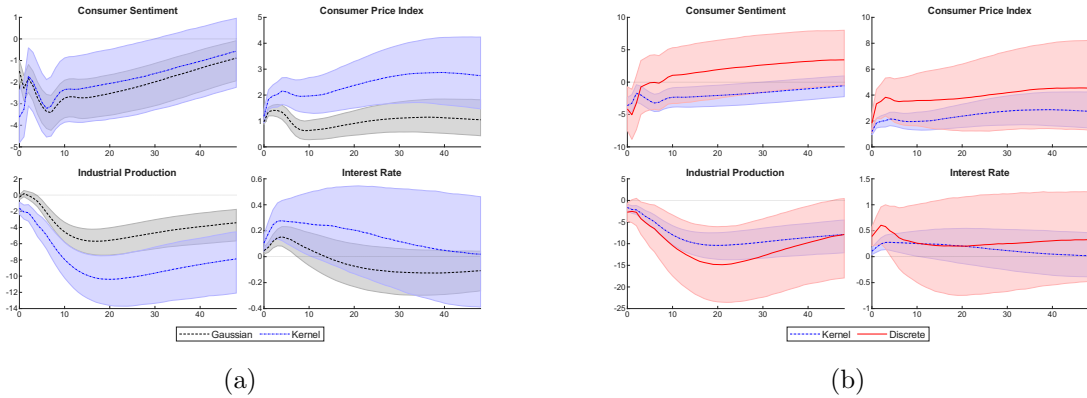 Consumer Sentiment
1
0
-1
-2
-3
-4
-5
0 10 20 30 40
Consumer Price Index
5
4
3
2
1
0
0 10 20 30 40
Industrial Production
2
0
-2
-4
-6
-8
-10
-12
-14
0 10 20 30 40
Interest Rate
0.6
0.4
0.2
0
-0.2
-0.4
0 10 20 30 40
Gaussian Kernel
(a)
Consumer Sentiment
10
5
0
-5
-10
0 10 20 30 40
Consumer Price Index
10
8
6
4
2
0
0 10 20 30 40
Industrial Production
5
0
-5
-10
-15
-20
-25
0 10 20 30 40
Interest Rate
1.5
1
0.5
0
-0.5
-1
0 10 20 30 40
Kernel Discrete
(b)